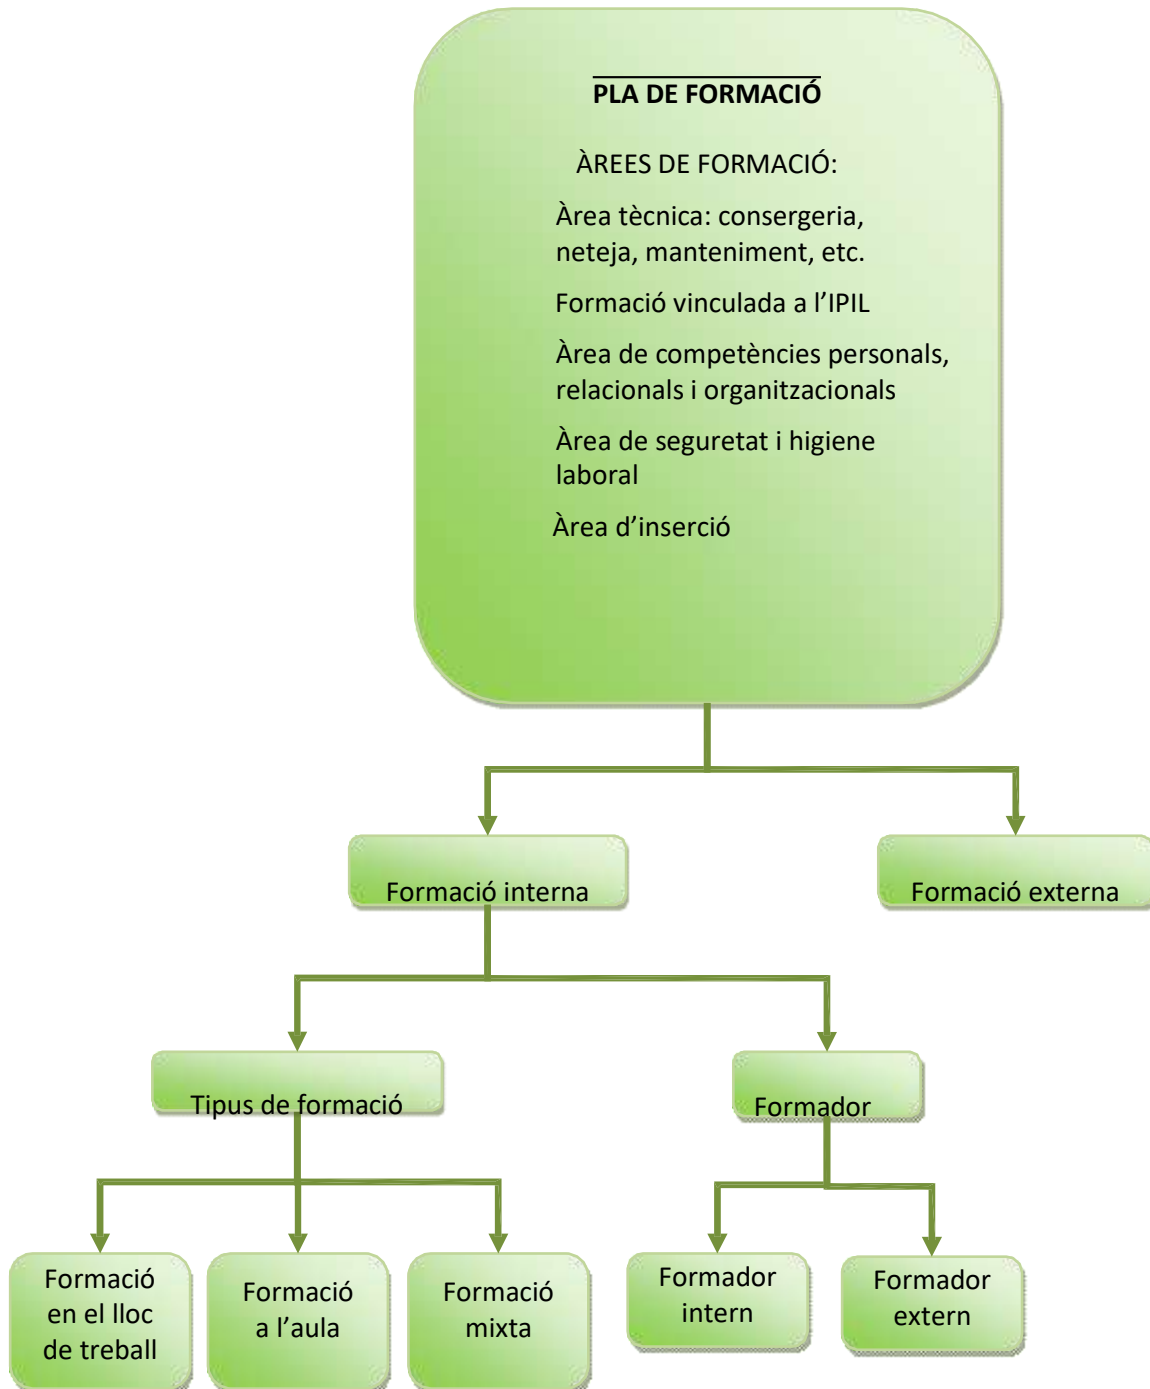 PLA DE FORMACIÓ
ÀREES DE FORMACIÓ:
Àrea tècnica: consergeria,
neteja, manteniment, etc.
Formació vinculada a l’IPIL
Àrea de competències personals,
relacionals i organitzacionals
Àrea de seguretat i higiene
laboral
Àrea d’inserció
Formació interna
Formació externa
Tipus de formació
Formador
Formació
en el lloc
de treball
Formació
a l’aula
Formació
mixta
Formador
intern
Formador
extern